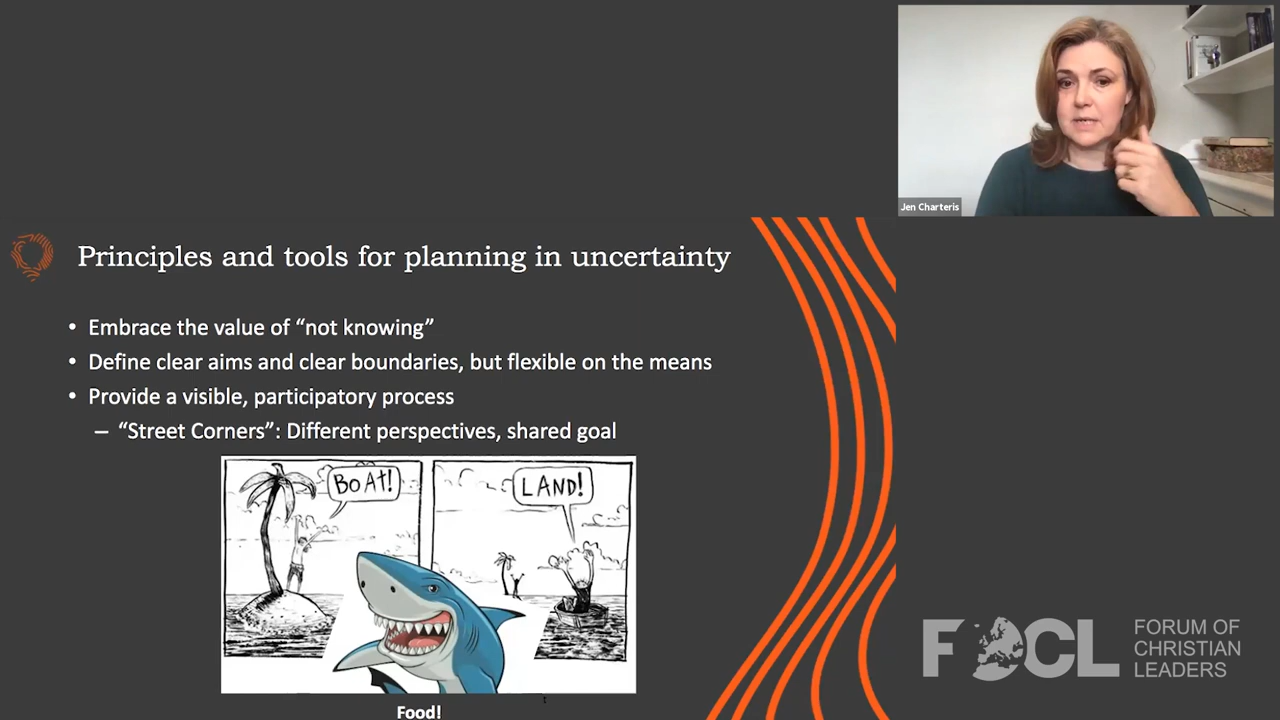 Jen Charteris
Principles and tools for planning in uncertainty
• Embrace the value of “not knowing”
• Define clear aims and clear boundaries, but flexible on the means
• Provide a visible, participatory process
– “Street Corners”: Different perspectives, shared goal
BOAT!
LAND!
Food!
FOCL
FORUM OF
CHRISTIAN
LEADERS